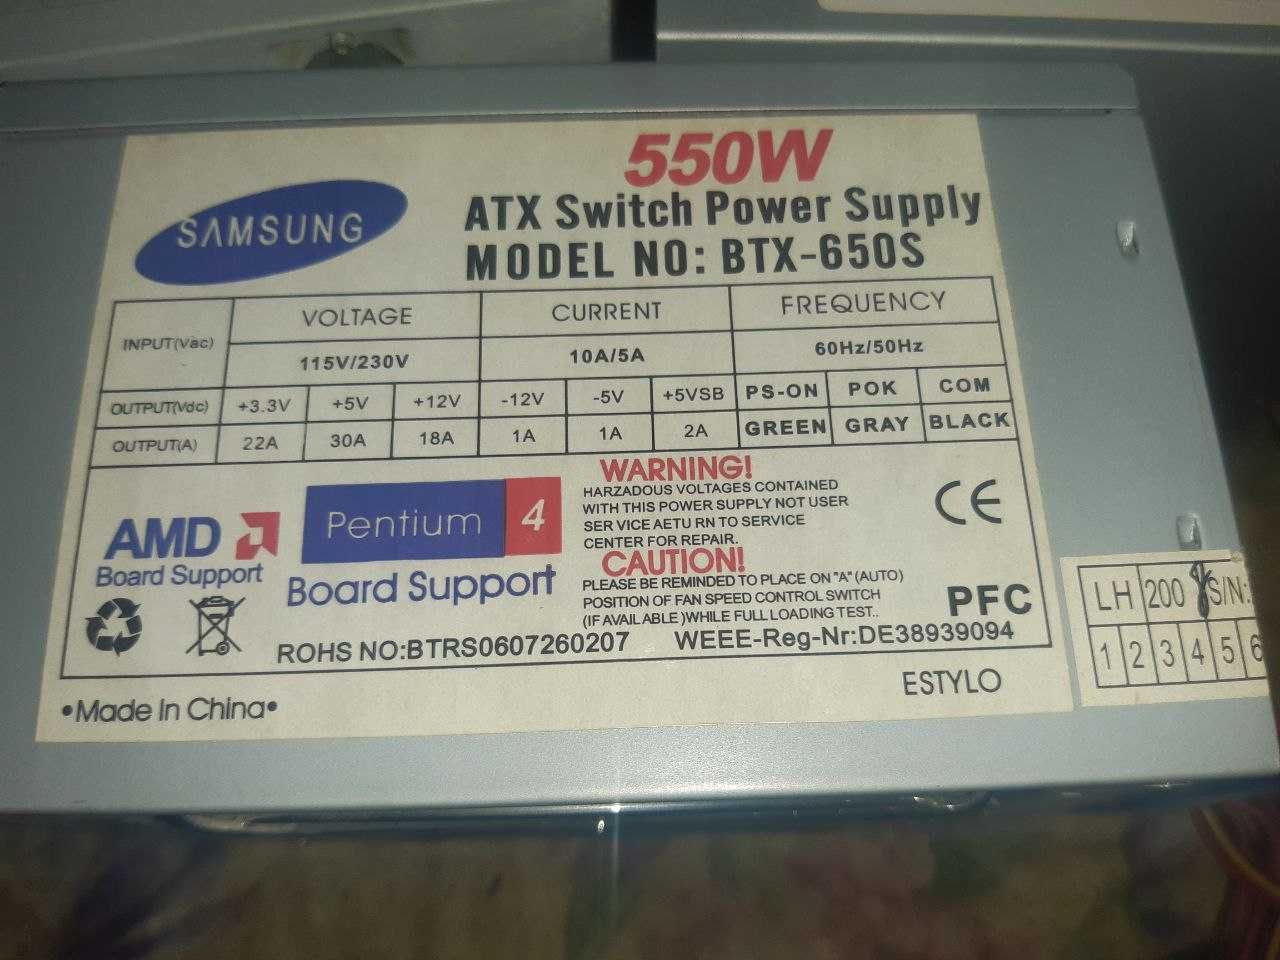 550W
SAMSUNG
ATX Switch Power Supply
MODEL NO: BTX-650S
INPUT(Vac) VOLTAGE CURRENT FREQUENCY
115V/230V 10A/5A 60Hz/50Hz
OUTPUT(Vdc) +3.3V +5V +12V -12V -5V +5VSB PS-ON POK COM
OUTPUT(A) 22A 30A 18A 1A 1A 2A GREEN GRAY BLACK
AMD
Board Support
Pentium 4
Board Support
WARNING!
HARZADOUS VOLTAGES CONTAINED
WITH THIS POWER SUPPLY NOT USER
SER VICE AETU RN TO SERVICE
CENTER FOR REPAIR.
CAUTION!
PLEASE BE REMINDED TO PLACE ON "A" (AUTO)
POSITION OF FAN SPEED CONTROL SWITCH
(IF AVAILABLE )WHILE FULL LOADING TEST..
CE
PFC
ROHS NO:BTRS0607260207 WEEE-Reg-Nr:DE38939094
•Made in China•
ESTYLO
LH 200 S/N:
1 2 3 4 5 6